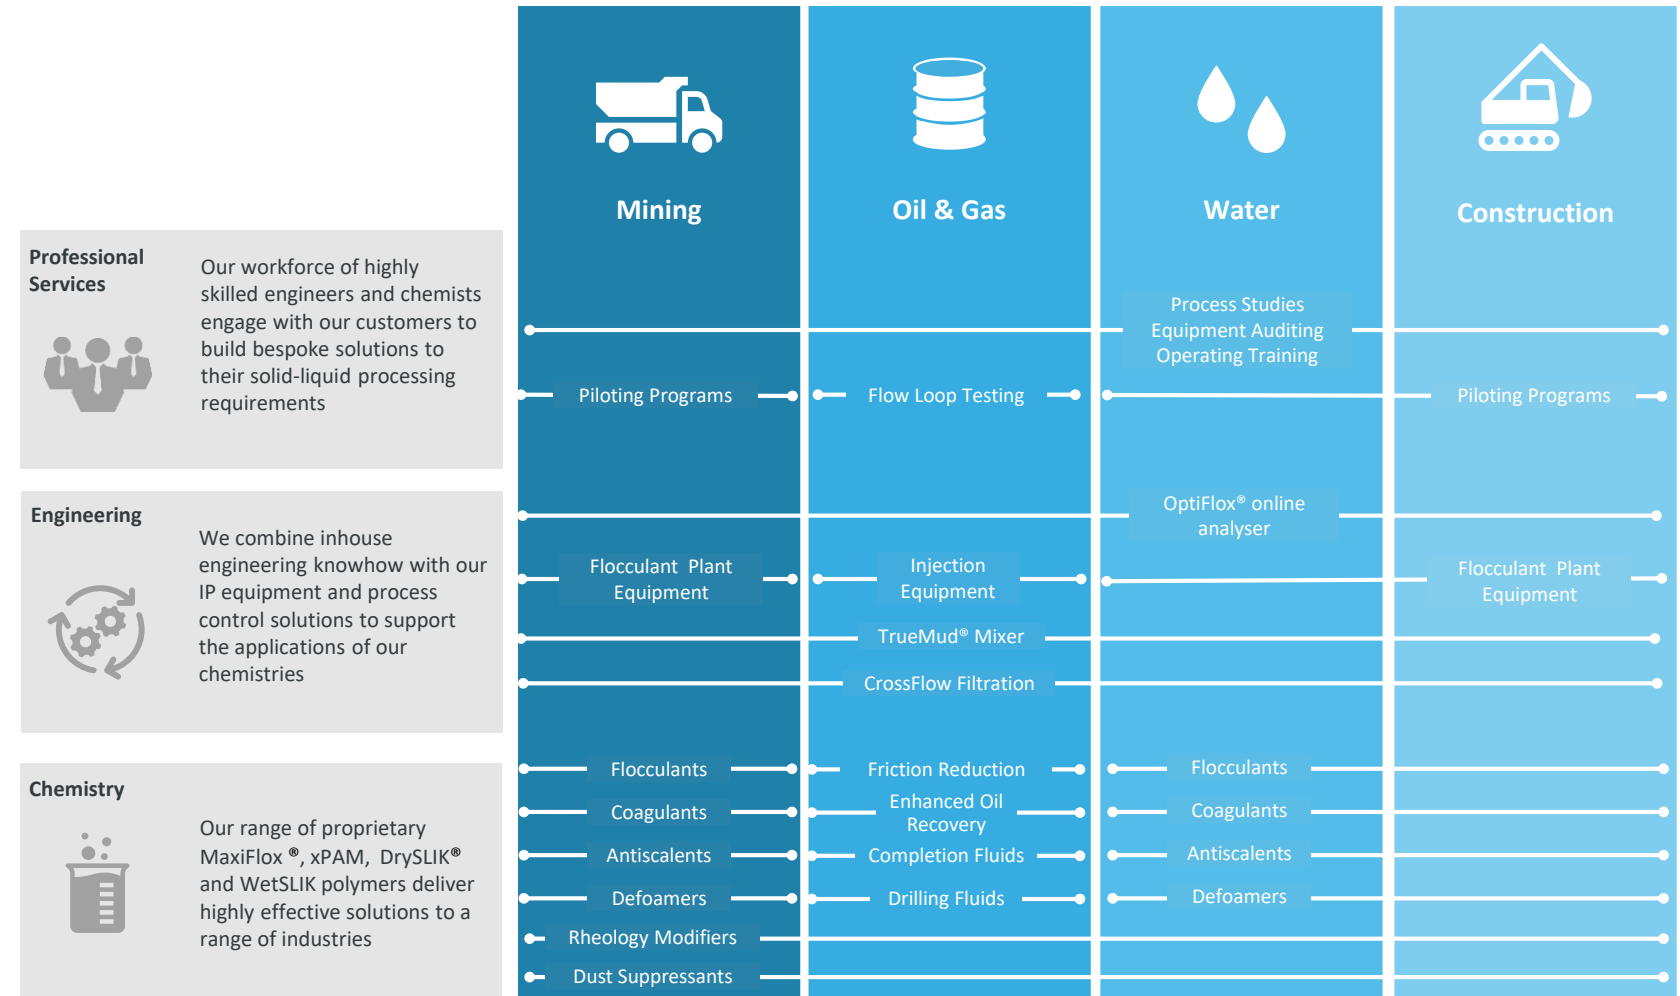 Mining
Oil & Gas
Water
Construction
Professional
Services
Our workforce of highly
skilled engineers and chemists
engage with our customers to
build bespoke solutions to
their solid-liquid processing
requirements
Process Studies
Equipment Auditing
Operating Training
Piloting Programs
Flow Loop Testing
Piloting Programs
Engineering
We combine inhouse
engineering knowhow with our
IP equipment and process
control solutions to support
the applications of our
chemistries
OptiFlox® online
analyser
Flocculant Plant
Equipment
Injection
Equipment
Flocculant Plant
Equipment
TrueMud® Mixer
CrossFlow Filtration
Chemistry
Our range of proprietary
MaxiFlox ®, xPAM, DrySLIK®
and WetSLIK polymers deliver
highly effective solutions to a
range of industries
Flocculants
Friction Reduction
Flocculants
Coagulants
Enhanced Oil
Recovery
Coagulants
Antiscalents
Completion Fluids
Antiscalents
Defoamers
Drilling Fluids
Defoamers
Rheology Modifiers
Dust Suppressants